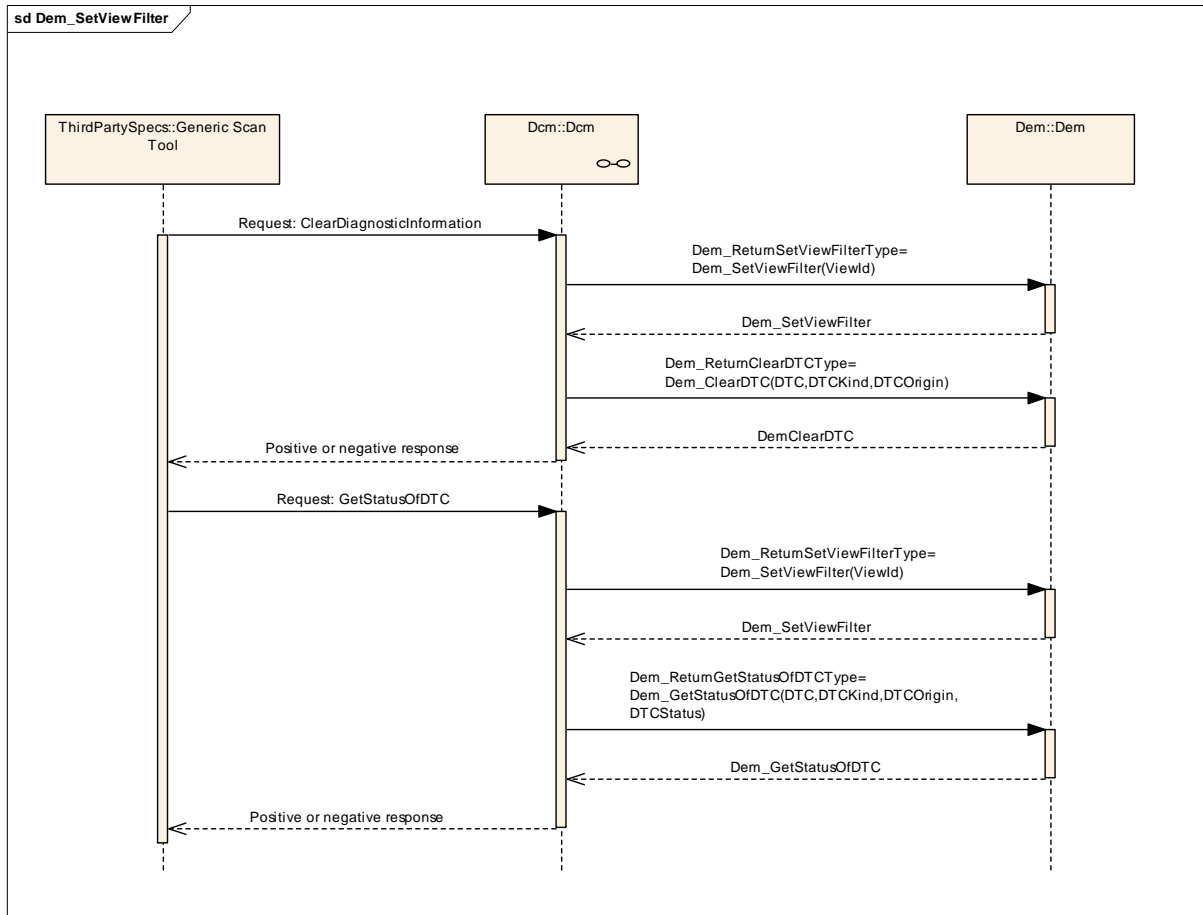 sd Dem_SetViewFilter
ThirdPartySpecs::Generic Scan
Tool
Dcm::Dcm
Dem::Dem
Request: ClearDiagnosticInformation
Dem_ReturnSetViewFilterType=
Dem_SetViewFilter(ViewId)
Dem_SetViewFilter
Dem_ReturnClearDTCType=
Dem_ClearDTC(DTC,DTCKind,DTCOrigin)
DemClearDTC
Positive or negative response
Request: GetStatusOfDTC
Dem_ReturnSetViewFilterType=
Dem_SetViewFilter(ViewId)
Dem_SetViewFilter
Dem_ReturnGetStatusOfDTCType=
Dem_GetStatusOfDTC(DTC,DTCKind,DTCOrigin,
DTCStatus)
Dem_GetStatusOfDTC
Positive or negative response